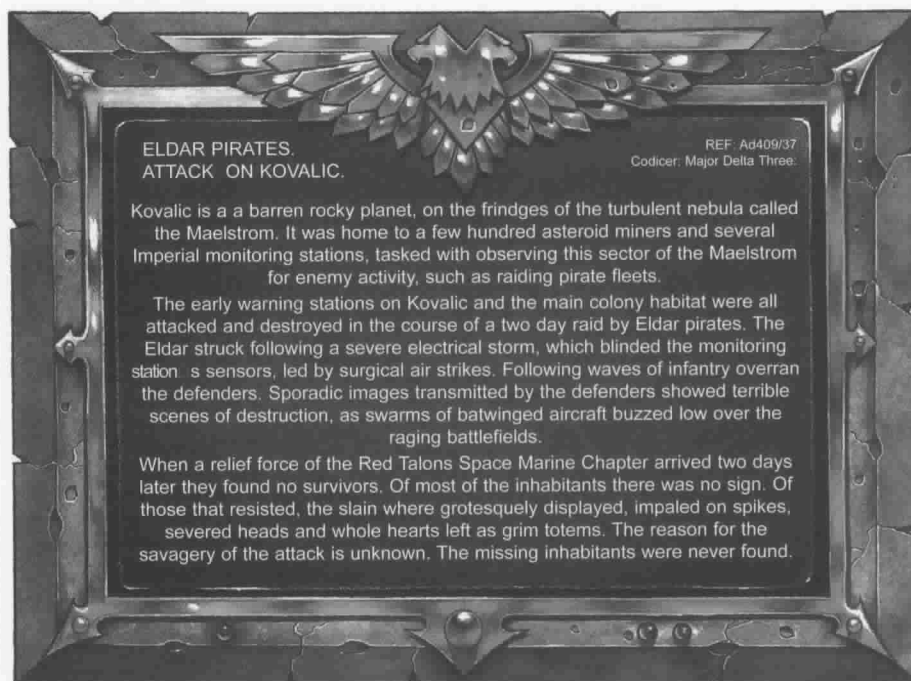 ELDAR PIRATES.
ATTACK ON KOVALIC.
REF: Ad409/37
Codicer: Major Delta Three.
Kovalic is a a barren rocky planet, on the frindges of the turbulent nebula called
the Maelstrom. It was home to a few hundred asteroid miners and several
Imperial monitoring stations, tasked with observing this sector of the Maelstrom
for enemy activity, such as raiding pirate fleets.
The early warning stations on Kovalic and the main colony habitat were all
attacked and destroyed in the course of a two day raid by Eldar pirates. The
Eldar struck following a severe electrical storm, which blinded the monitoring
station s sensors, led by surgical air strikes. Following waves of infantry overran
the defenders. Sporadic images transmitted by the defenders showed terrible
scenes of destruction, as swarms of batwinged aircraft buzzed low over the
raging battlefields.
When a relief force of the Red Talons Space Marine Chapter arrived two days
later they found no survivors. Of most of the inhabitants there was no sign. Of
those that resisted, the slain where grotesquely displayed, impaled on spikes,
severed heads and whole hearts left as grim totems. The reason for the
savagery of the attack is unknown. The missing inhabitants were never found.